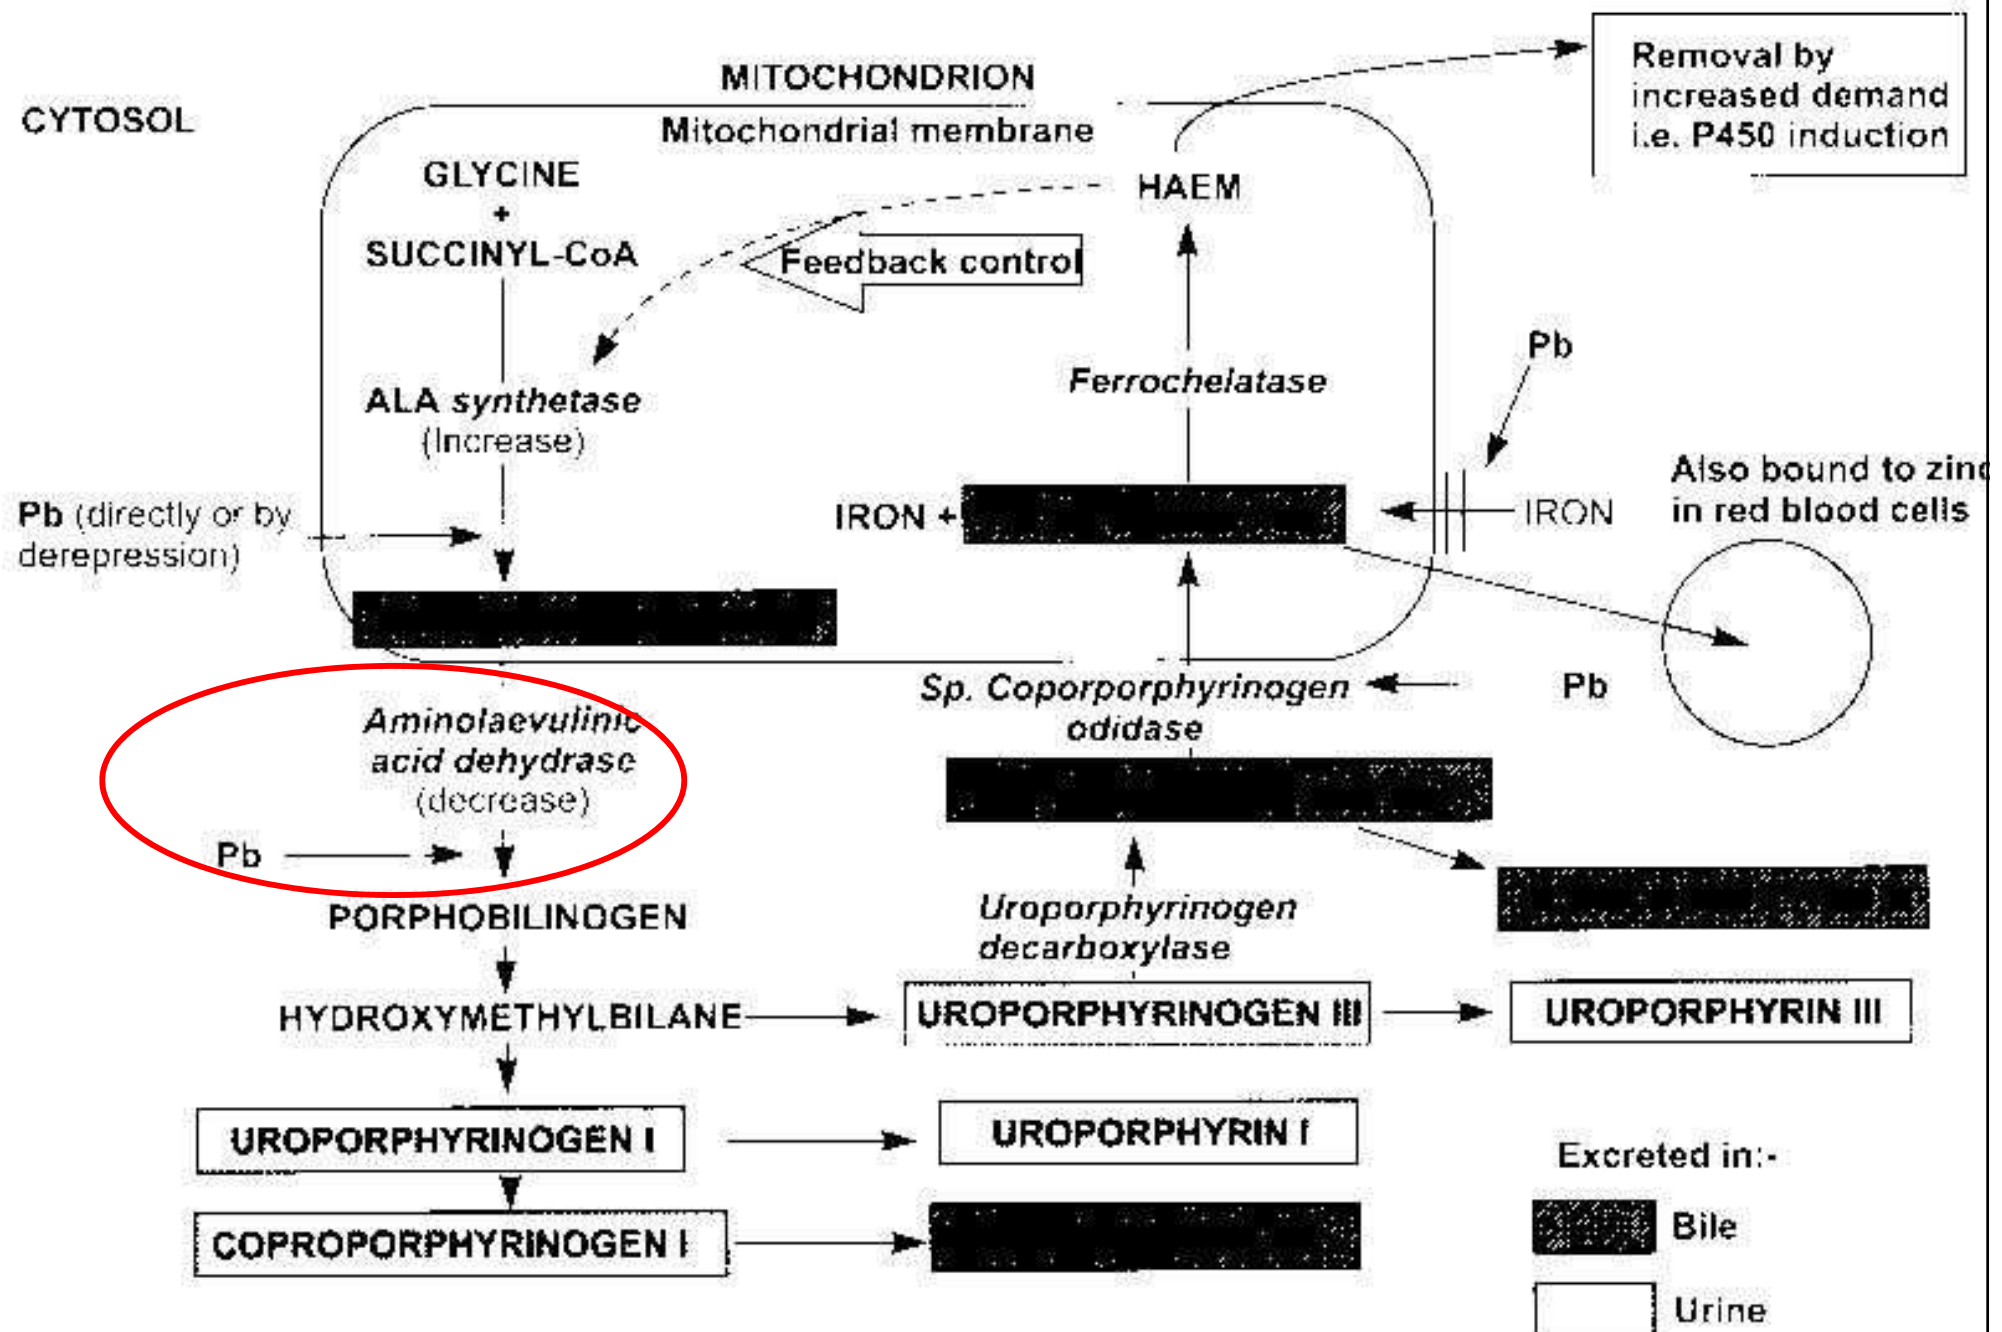 MITOCHONDRION
CYTOSOL
Mitochondrial membrane
Removal by
increased demand
i.e. P450 induction
GLYCINE
+
SUCCINYL-CoA
HAEM
Feedback control
ALA synthetase
(Increase)
Ferrochelatase
Pb
Pb (directly or by
derepression)
IRON +
IRON
Also bound to zinc
in red blood cells
Aminolaevulinic
acid dehydrase
(decrease)
Pb
Sp. Coporporphyrinogen
odidase
Pb
PORPHOBILINOGEN
Uroporphyrinogen
decarboxylase
HYDROXYMETHYLBILANE
UROPORPHYRINOGEN III
UROPORPHYRIN III
UROPORPHYRINOGEN I
UROPORPHYRIN I
COPROPORPHYRINOGEN I
Excreted in:-
Bile
Urine